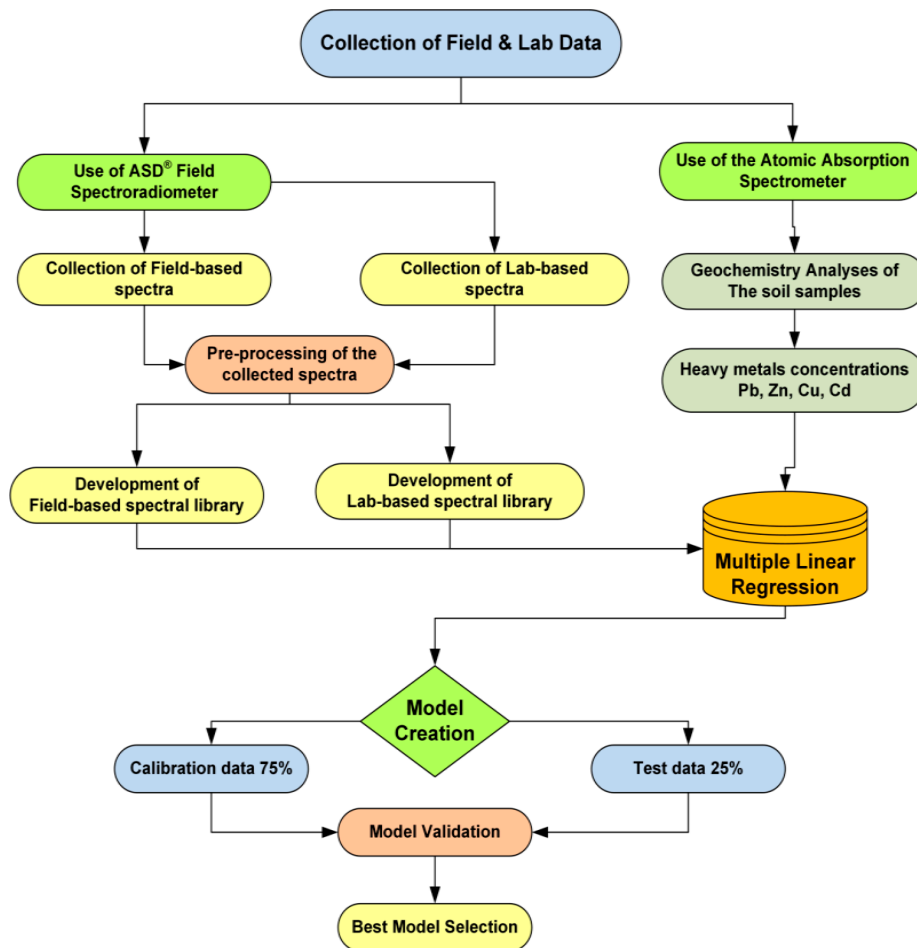 Collection of Field & Lab Data
Use of ASD® Field
Spectroradiometer
Use of the Atomic Absorption
Spectrometer
Collection of Field-based
spectra
Collection of Lab-based
spectra
Geochemistry Analyses of
The soil samples
Pre-processing of the
collected spectra
Heavy metals concentrations
Pb, Zn, Cu, Cd
Development of
Field-based spectral library
Development of
Lab-based spectral library
Multiple Linear
Regression
Model
Creation
Calibration data 75%
Test data 25%
Model Validation
Best Model Selection